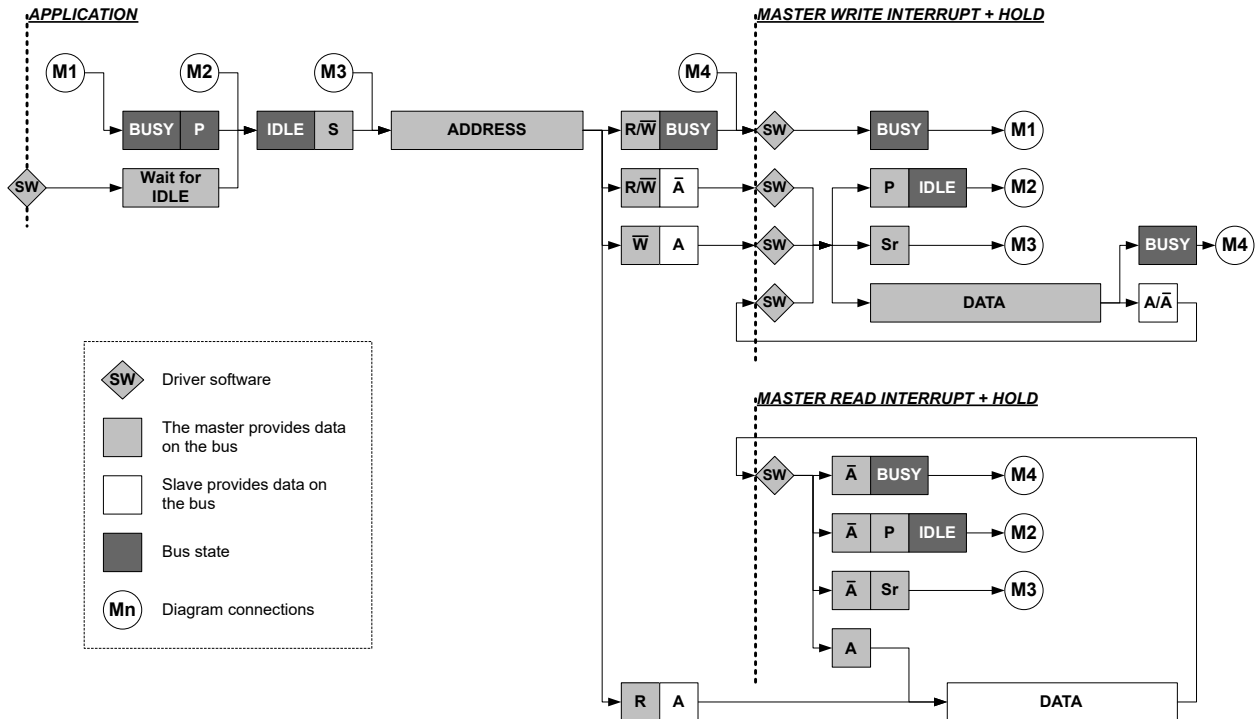 APPLICATION
MASTER WRITE INTERRUPT + HOLD
M1
M2
M3
M4
BUSY P
IDLE S
ADDRESS
R/W̅ BUSY
SW
BUSY
M1
SW
Wait for
IDLE
R/W̅ A̅
SW
P IDLE
M2
W̅ A
SW
Sr
M3
BUSY
M4
SW
DATA
A/A̅
SW
Driver software
The master provides data
on the bus
Slave provides data on
the bus
Bus state
Mn
Diagram connections
MASTER READ INTERRUPT + HOLD
SW
A̅ BUSY
M4
A̅ P IDLE
M2
A̅ Sr
M3
A
R A
DATA